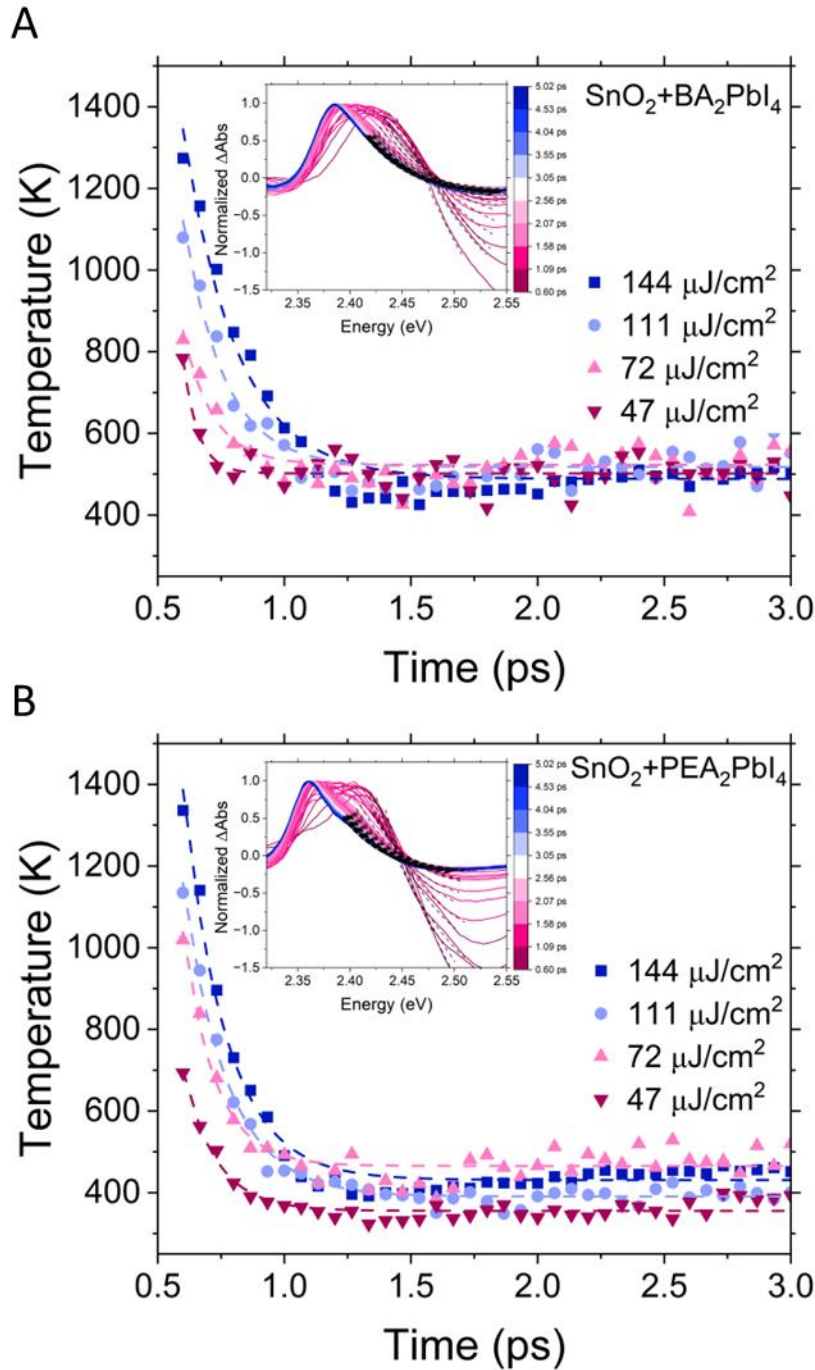 A
SnO₂+BA₂PbI₄
Temperature (K)
1400
1200
1000
800
600
400
0.5 1.0 1.5 2.0 2.5 3.0
Time (ps)
Normalized ΔAbs
1.0
0.5
0.0
−0.5
−1.0
−1.5
2.35 2.40 2.45 2.50 2.55
Energy (eV)
5.02 ps
4.53 ps
4.04 ps
3.55 ps
3.05 ps
2.56 ps
2.07 ps
1.58 ps
1.09 ps
0.60 ps
144 μJ/cm²
111 μJ/cm²
72 μJ/cm²
47 μJ/cm²
B
SnO₂+PEA₂PbI₄
Temperature (K)
1400
1200
1000
800
600
400
0.5 1.0 1.5 2.0 2.5 3.0
Time (ps)
Normalized ΔAbs
1.0
0.5
0.0
−0.5
−1.0
−1.5
2.35 2.40 2.45 2.50 2.55
Energy (eV)
5.02 ps
4.53 ps
4.04 ps
3.55 ps
3.05 ps
2.56 ps
2.07 ps
1.58 ps
1.09 ps
0.60 ps
144 μJ/cm²
111 μJ/cm²
72 μJ/cm²
47 μJ/cm²